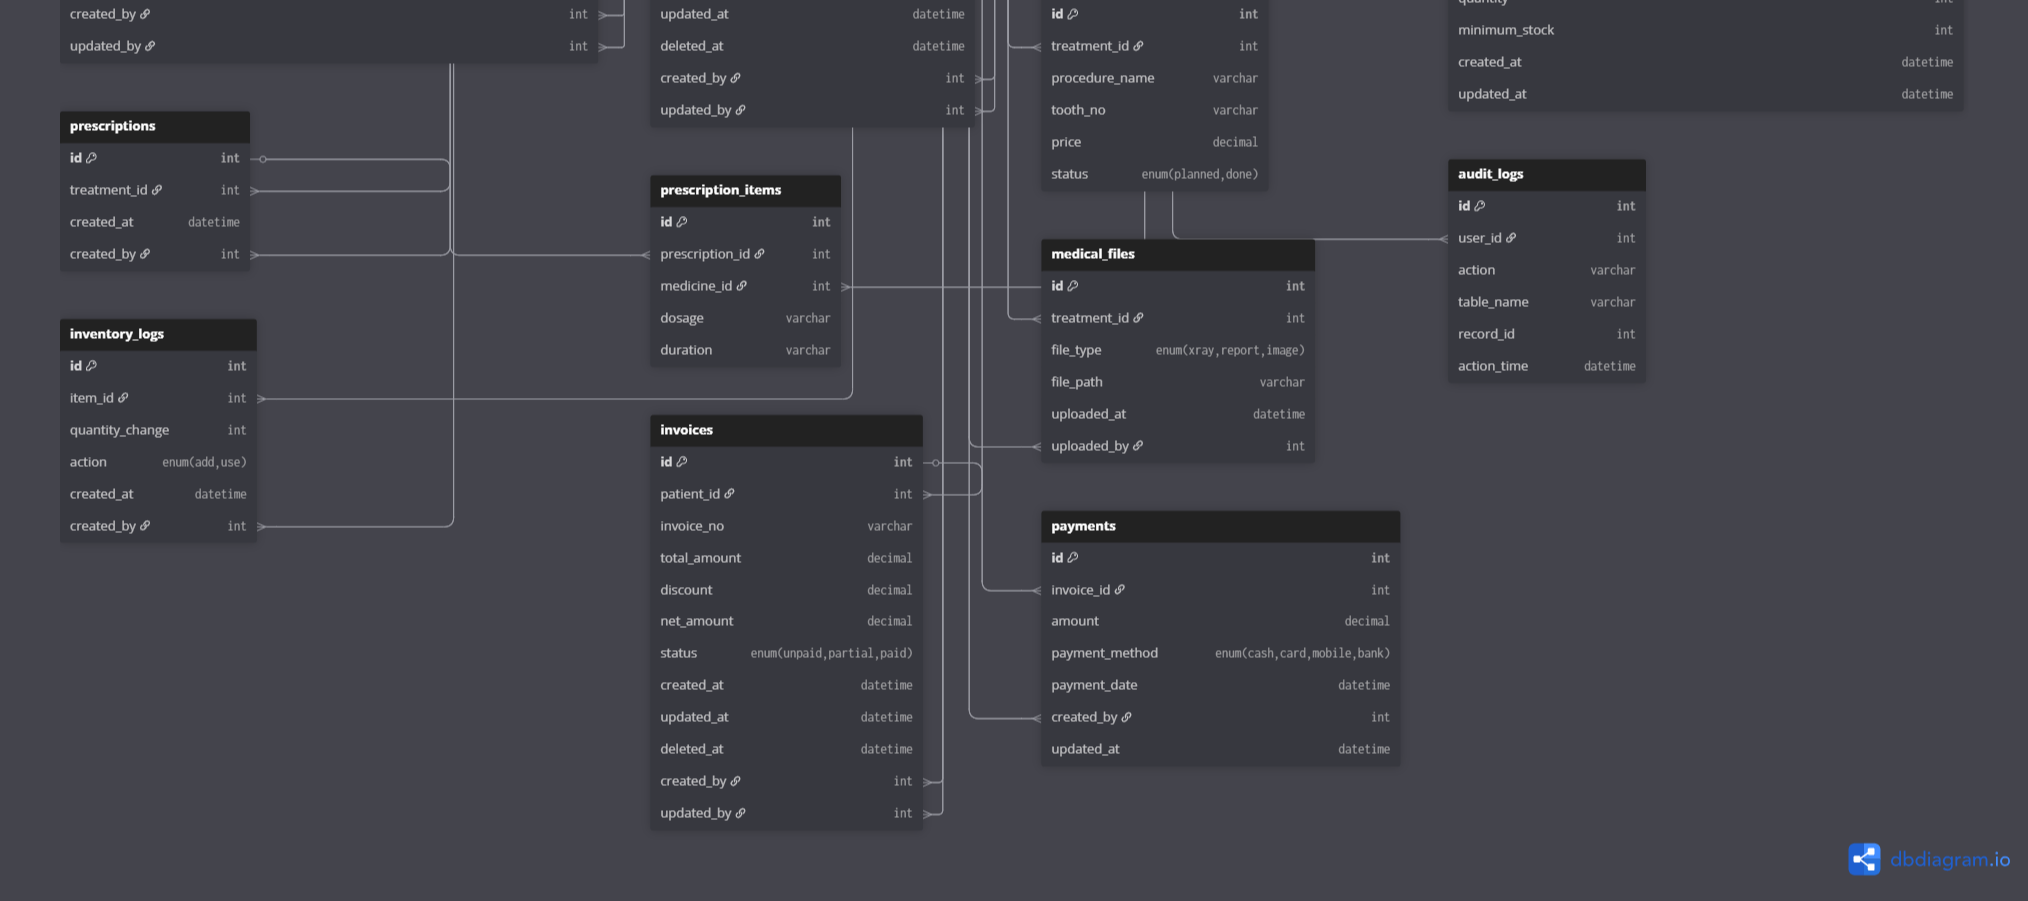 created_by int
updated_by int
updated_at datetime
deleted_at datetime
created_by int
updated_by int
id int
treatment_id int
procedure_name varchar
tooth_no varchar
price decimal
status enum(planned,done)
minimum_stock int
created_at datetime
updated_at datetime
prescriptions
id int
treatment_id int
created_at datetime
created_by int
prescription_items
id int
prescription_id int
medicine_id int
dosage varchar
duration varchar
medical_files
id int
treatment_id int
file_type enum(xray,report,image)
file_path varchar
uploaded_at datetime
uploaded_by int
audit_logs
id int
user_id int
action varchar
table_name varchar
record_id int
action_time datetime
inventory_logs
id int
item_id int
quantity_change int
action enum(add,use)
created_at datetime
created_by int
invoices
id int
patient_id int
invoice_no varchar
total_amount decimal
discount decimal
net_amount decimal
status enum(unpaid,partial,paid)
created_at datetime
updated_at datetime
deleted_at datetime
created_by int
updated_by int
payments
id int
invoice_id int
amount decimal
payment_method enum(cash,card,mobile,bank)
payment_date datetime
created_by int
updated_at datetime
dbdiagram.io